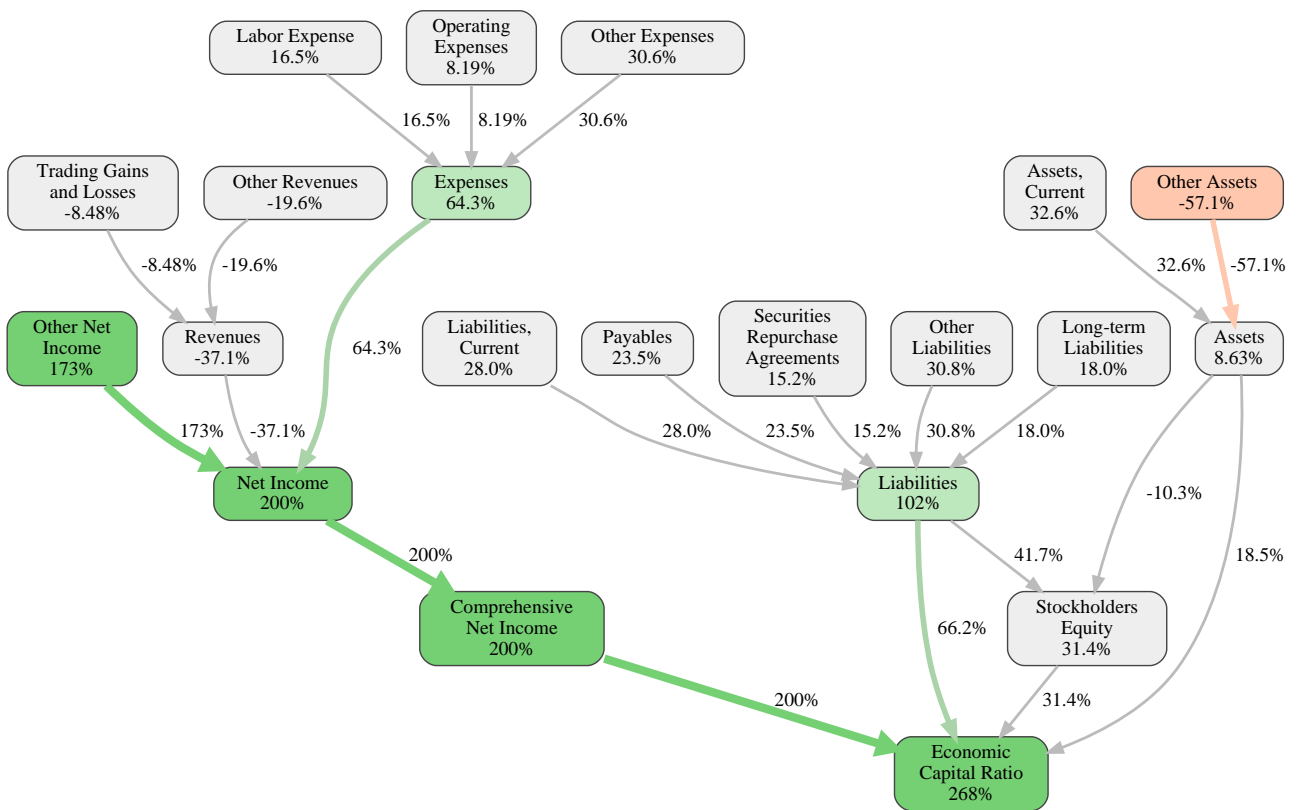 Labor Expense
16.5%
Operating
Expenses
8.19%
Other Expenses
30.6%
16.5%
8.19%
30.6%
Trading Gains
and Losses
-8.48%
Other Revenues
-19.6%
Expenses
64.3%
Assets,
Current
32.6%
Other Assets
-57.1%
-8.48%
-19.6%
32.6%
-57.1%
Other Net
Income
173%
Revenues
-37.1%
64.3%
Liabilities,
Current
28.0%
Payables
23.5%
Securities
Repurchase
Agreements
15.2%
Other
Liabilities
30.8%
Long-term
Liabilities
18.0%
Assets
8.63%
173%
-37.1%
28.0%
23.5%
15.2%
30.8%
18.0%
Net Income
200%
Liabilities
102%
-10.3%
200%
41.7%
18.5%
Comprehensive
Net Income
200%
66.2%
Stockholders
Equity
31.4%
200%
31.4%
Economic
Capital Ratio
268%